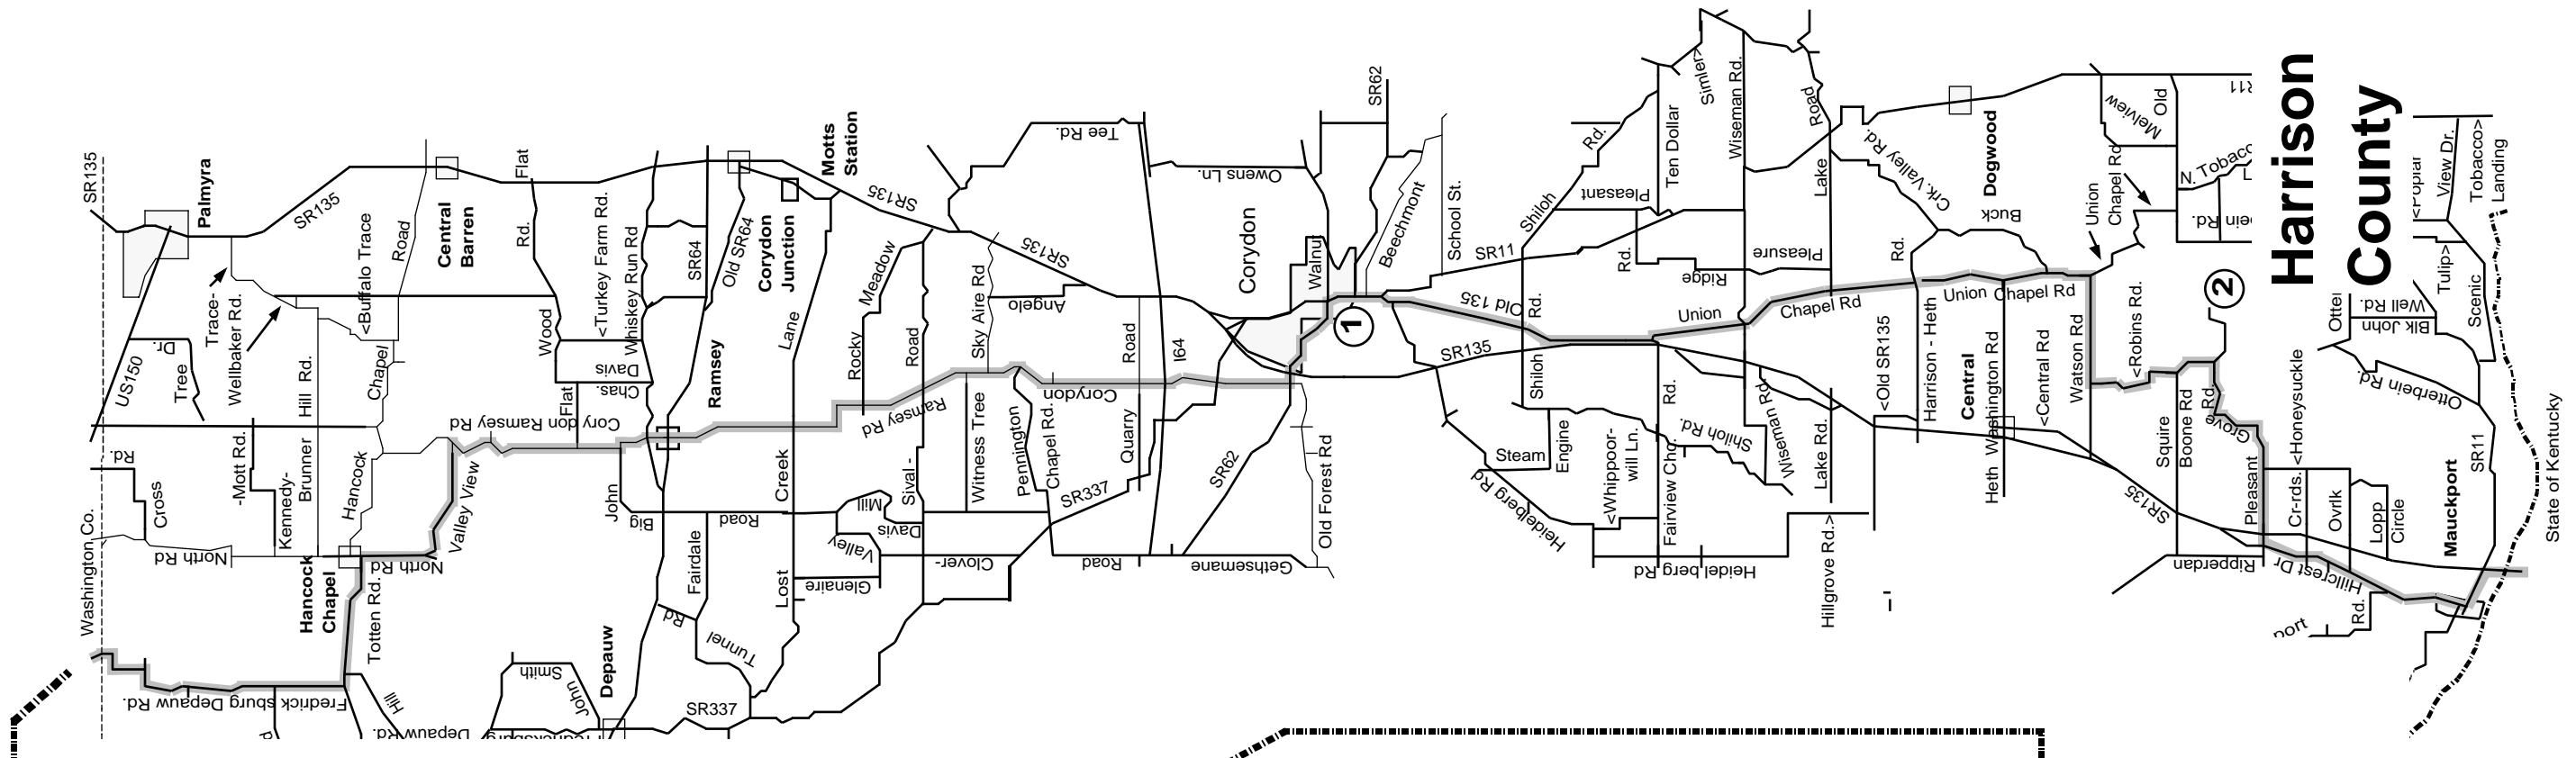 SR135
Palmyra
SR135
Trace-
Wellbaker Rd.
<Buffalo Trace
Road
Central
Barren
Flat
Rd.
Wood
<Turkey Farm Rd.
Whiskey Run Rd
SR64
Old SR64
Corydon
Junction
Motts
Station
SR135
Lane
Meadow
Rocky
Road
Sky Aire Rd
SR135
Angelo
Tee Rd.
Road
I64
Owens Ln.
Corydon
Walnut
1
SR62
Beechmont
School St.
SR11
Old 135
SR135
Shiloh
Rd.
Pleasant
Ten Dollar
Simler>
Wiseman Rd.
Road
Lake
Pleasure
Ridge
Rd.
Rd.
Shiloh
Union
Chapel Rd
Crk. Valley Rd.
Buck
Dogwood
Rd.
Harrison - Heth
<Old SR135
Union Chapel Rd
Central
Heth Washington Rd
<Central Rd
Watson Rd
Union
Chapel Rd
Melview
Old
N. Tobacc
<Robins Rd.
2
Harrison
County
View Dr.
Tobacco>
Landing
Tulip>
Scenic
Well Rd.
Blk John
Otterbein
Rd.
SR11
State of Kentucky
Mauckport
Lopp
Circle
Ovrlk
Cr-rds.
<Honeysuckle
Squire
Boone Rd
Grove
Rd.
Pleasant
SR135
Ripperdan
Hillcrest Dr
Rd.
US150
Tree
Dr.
Hill Rd.
Chapel
Hancock
Brunner
Kennedy-
-Mott Rd.
Cross
Rd.
Washington Co.
North Rd
Hancock
Chapel
North Rd
Totten Rd.
Valley View
Fredricksburg Depauw Rd.
Hill
Depauw Rd.
Smith
John
Depauw
SR337
Cory don Ramsey Rd
Flat
Chas.
Davis
Ramsey
John
Big
Road
Fairdale
Rd
Tunnel
Lost
Creek
Glenaire
Valley
Mill
Davis
Sival -
Ramsey Rd
Witness Tree
Pennington
Chapel Rd.
Corydon
Quarry
SR337
Clover-
Road
SR62
Gethsemane
Old Forest Rd
Steam
Engine
Heidelberg Rd
<Whippoor-
will Ln.
Fairview Cho.
Rd.
Shiloh Rd
Wiseman Rd.
Lake Rd.
Heidel berg Rd
Hillgrove Rd.>